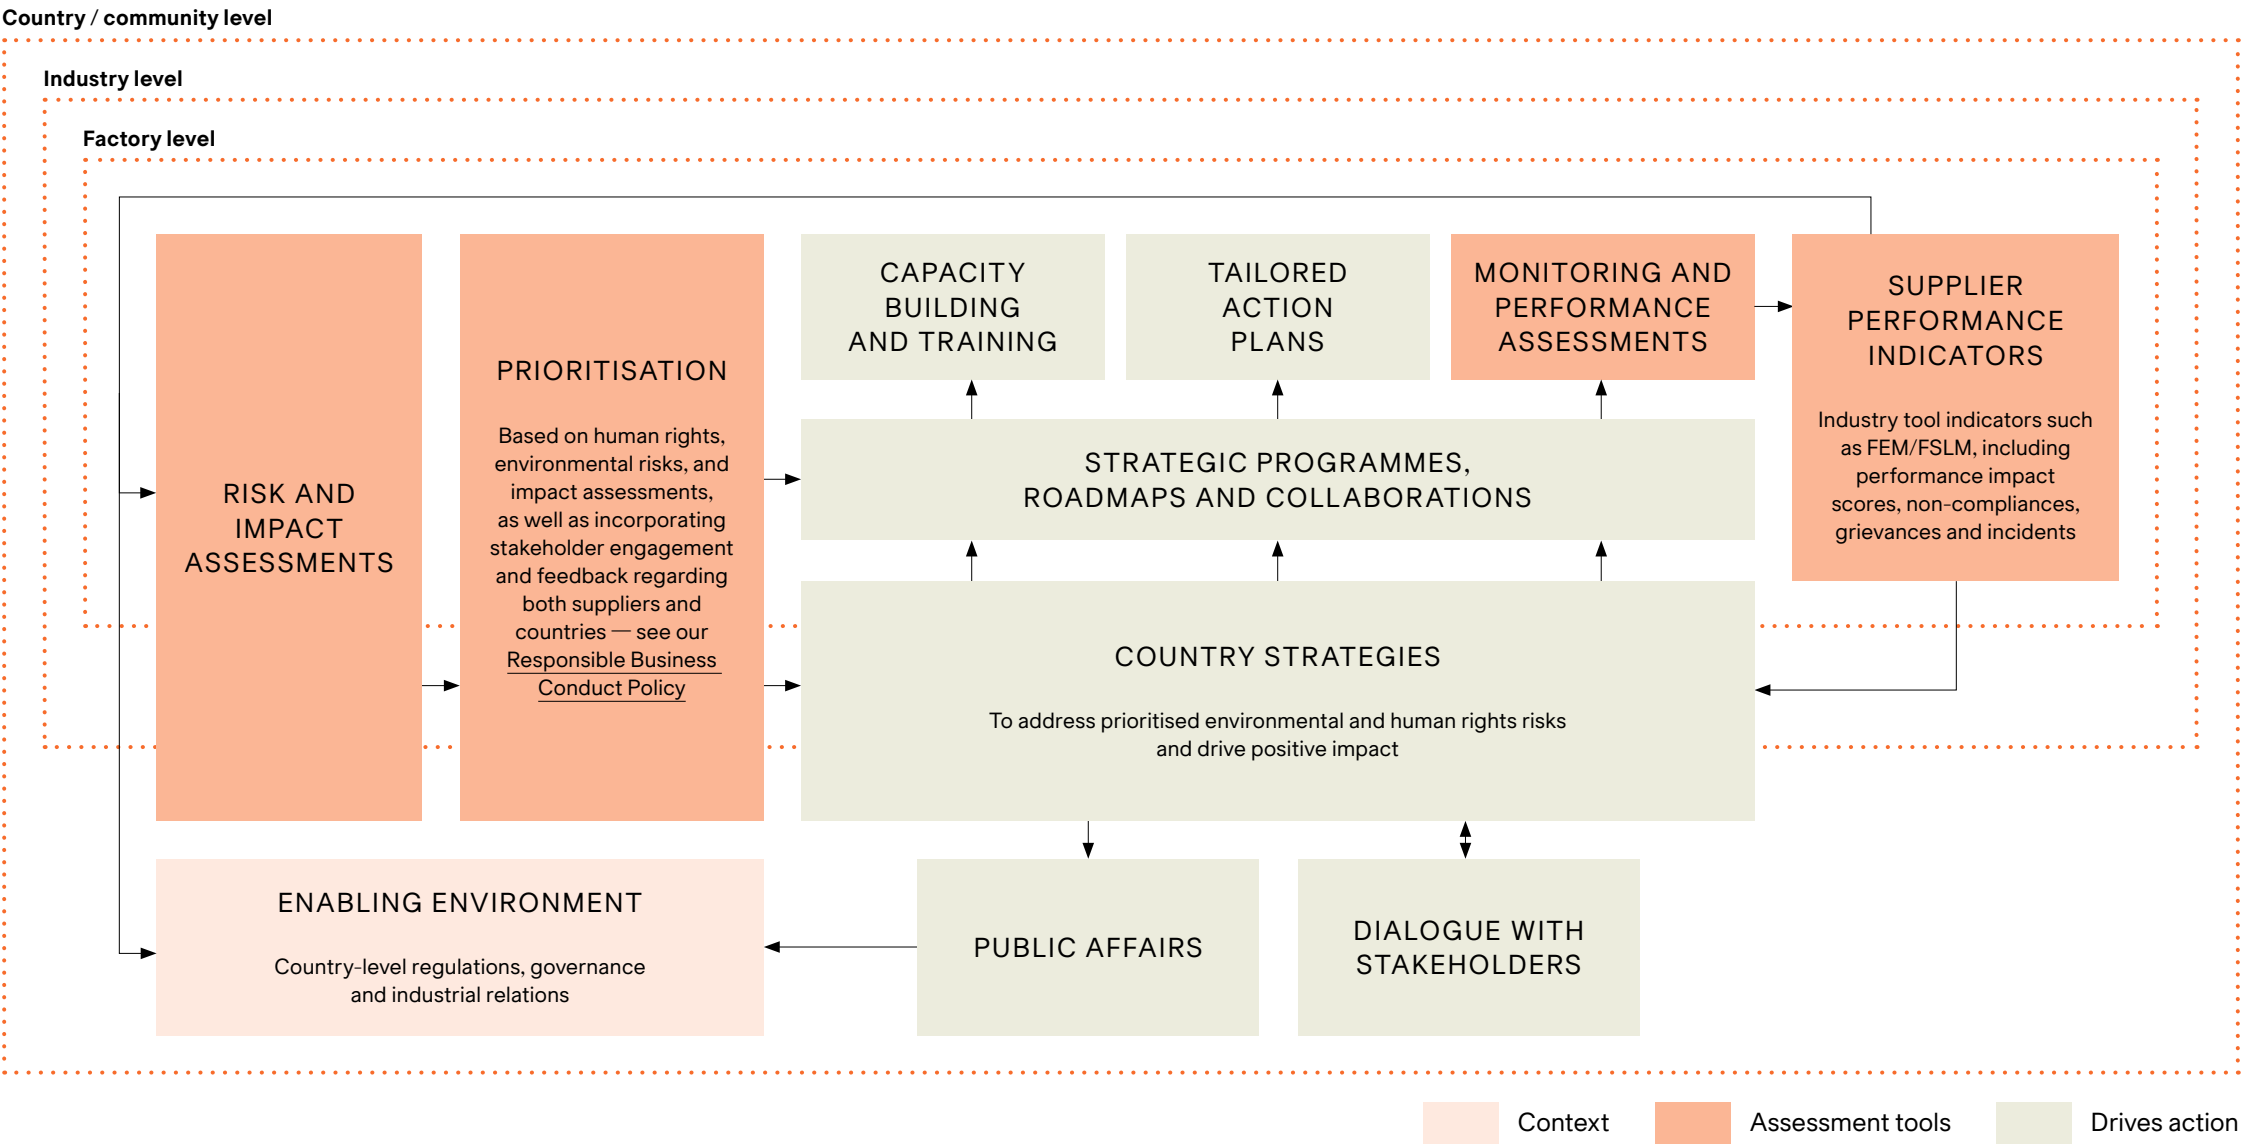 Country / community level
Industry level
Factory level
RISK AND
IMPACT
ASSESSMENTS
PRIORITISATION
Based on human rights,
environmental risks, and
impact assessments,
as well as incorporating
stakeholder engagement
and feedback regarding
both suppliers and
countries — see our
Responsible Business
Conduct Policy
CAPACITY
BUILDING
AND TRAINING
TAILORED
ACTION
PLANS
MONITORING AND
PERFORMANCE
ASSESSMENTS
SUPPLIER
PERFORMANCE
INDICATORS
Industry tool indicators such
as FEM/FSLM, including
performance impact
scores, non-compliances,
grievances and incidents
STRATEGIC PROGRAMMES,
ROADMAPS AND COLLABORATIONS
COUNTRY STRATEGIES
To address prioritised environmental and human rights risks
and drive positive impact
ENABLING ENVIRONMENT
Country-level regulations, governance
and industrial relations
PUBLIC AFFAIRS
DIALOGUE WITH
STAKEHOLDERS
Context
Assessment tools
Drives action